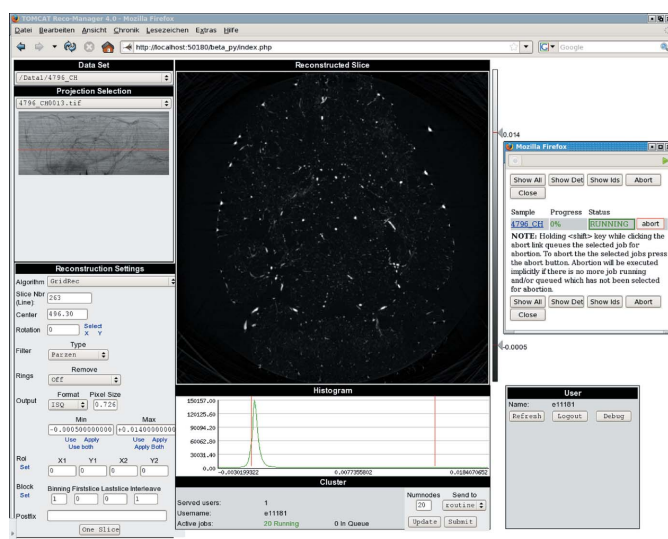 TOMCAT Reco-Manager 4.0 - Mozilla Firefox
Datei Bearbeiten Ansicht Chronik Lesezeichen Extras Hilfe
http://localhost:50180/beta_py/index.php
Google
Data Set
/Data1/4796_CH
Projection Selection
4796_CH0013.tif
Reconstructed Slice
0.014
-0.0005
Mozilla Firefox
Show All Show Det Show Ids Abort
Close
Sample Progress Status
4796_CH 0% RUNNING abort
NOTE: Holding <shift> key while clicking the
abort link queues the selected job for
abortion. To abort the the selected jobs press
the abort button. Abortion will be executed
implicitly if there is no more job running
and/or queued which has not been selected
for abortion.
Show All Show Det Show Ids Abort
Close
Reconstruction Settings
Algorithm GridRec
Slice Nbr
(Line) 263
Center 496.30
Rotation 0 Select
X Y
Type
Filter Parzen
Remove
Rings Off
Format Pixel Size
Output ISQ 0.726
Min Max
-0.000500000000 +0.01400000000
Use Apply Use Apply
Use both Apply Both
RoI X1 Y1 X2 Y2
Set 0 0 0 0
Block Binning Firstslice Lastslice Interleave
Set 1 0 0 1
Postfix
One Slice
Histogram
150157.00
120125.60
90094.20
60062.80
30031.40
0.00
-0.0030199322 0.0077355802 0.0184070652
Cluster
Served users: 1
Username: e11181
Active jobs: 20 Running 0 In Queue
Numnodes Send to
20 routine
Update Submit
User
Name: e11181
Refresh Logout Debug